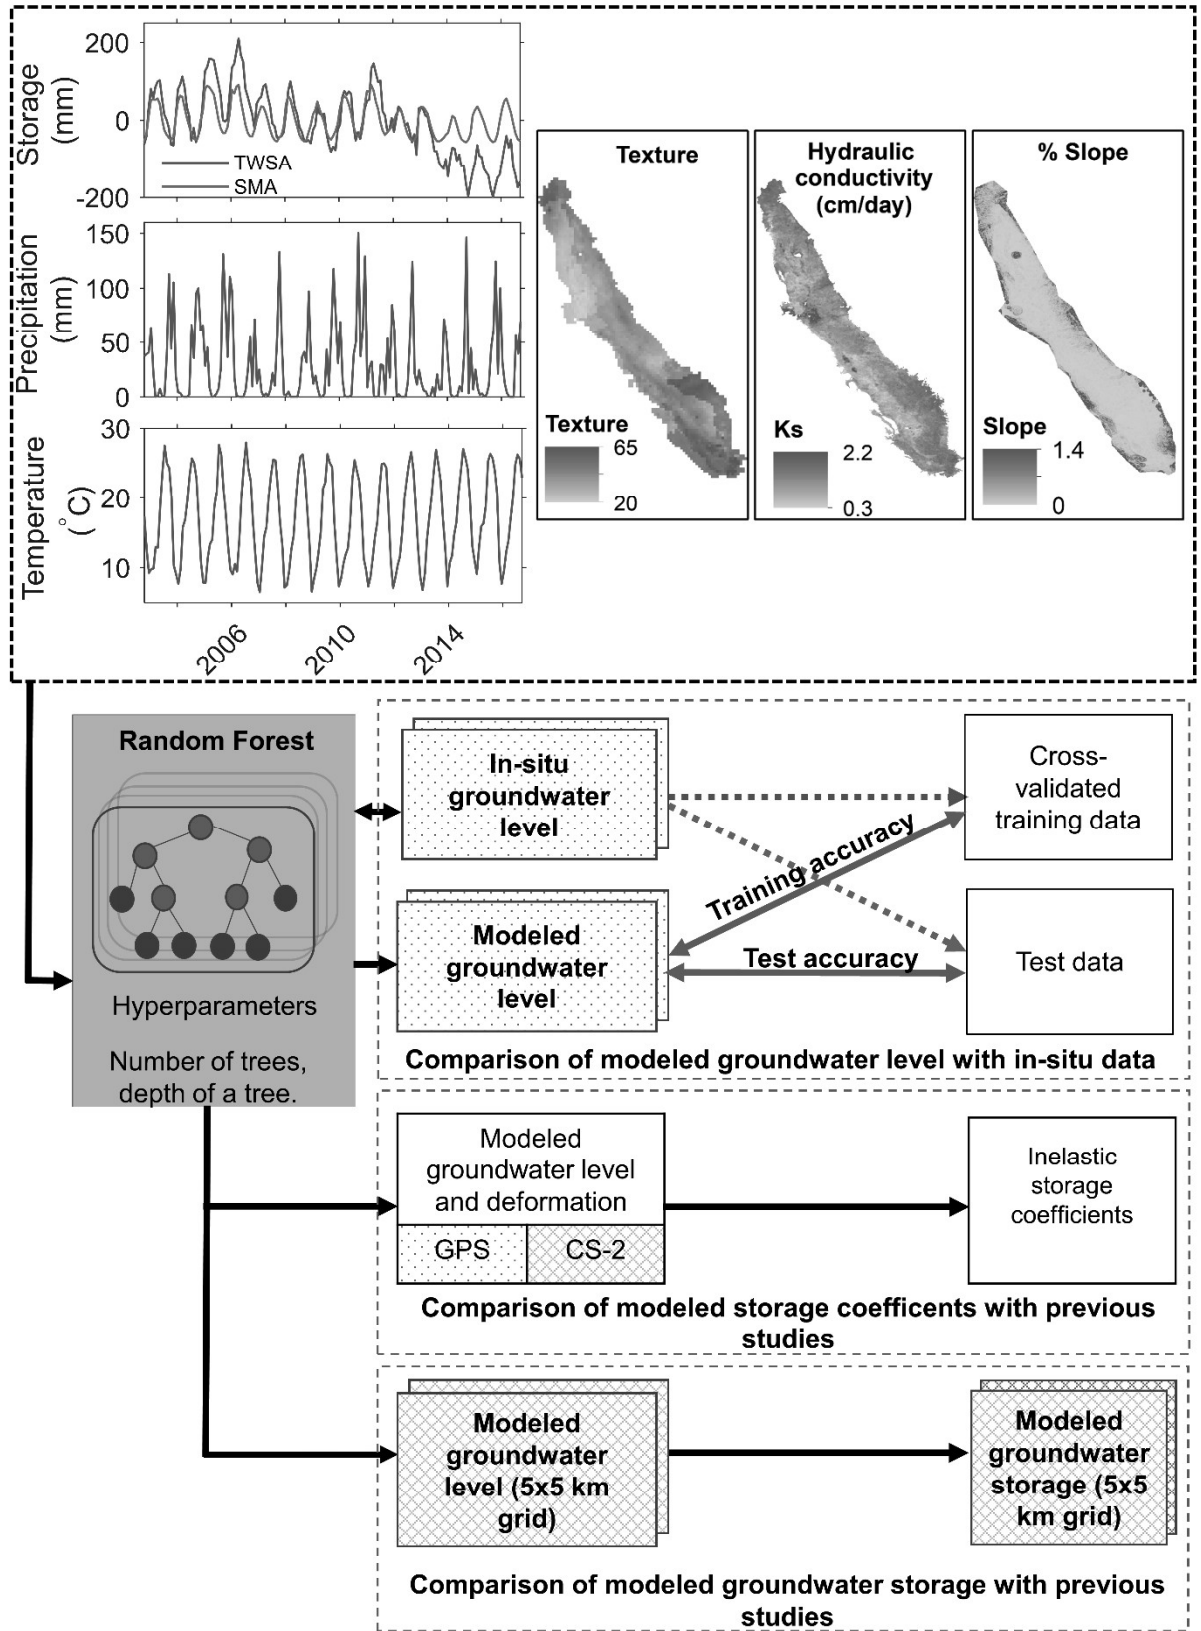 Storage
(mm)
200
0
-200
TWSA
SMA
Precipitation
(mm)
150
100
50
0
Temperature
(°C)
30
20
10
2006
2010
2014
Texture
Texture
65
20
Hydraulic
conductivity
(cm/day)
Ks
2.2
0.3
% Slope
Slope
1.4
0
Random Forest
Hyperparameters
Number of trees,
depth of a tree.
In-situ
groundwater
level
Modeled
groundwater
level
Training accuracy
Test accuracy
Cross-
validated
training data
Test data
Comparison of modeled groundwater level with in-situ data
Modeled
groundwater level
and deformation
GPS
CS-2
Inelastic
storage
coefficients
Comparison of modeled storage coefficents with previous
studies
Modeled
groundwater
level (5x5 km
grid)
Modeled
groundwater
storage (5x5
km grid)
Comparison of modeled groundwater storage with previous
studies